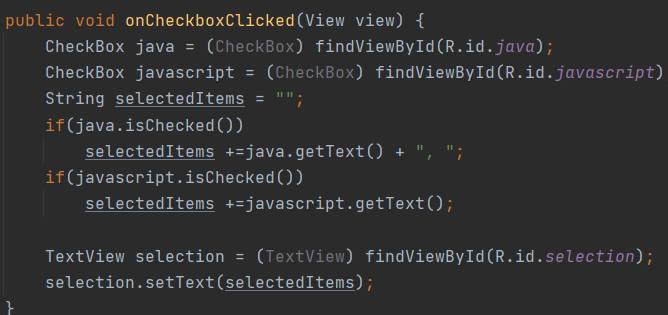 public void onCheckboxClicked(View view) {
    CheckBox java = (CheckBox) findViewById(R.id.java);
    CheckBox javascript = (CheckBox) findViewById(R.id.javascript)
    String selectedItems = "";
    if(java.isChecked())
        selectedItems +=java.getText() + ", ";
    if(javascript.isChecked())
        selectedItems +=javascript.getText();
    TextView selection = (TextView) findViewById(R.id.selection);
    selection.setText(selectedItems);
}